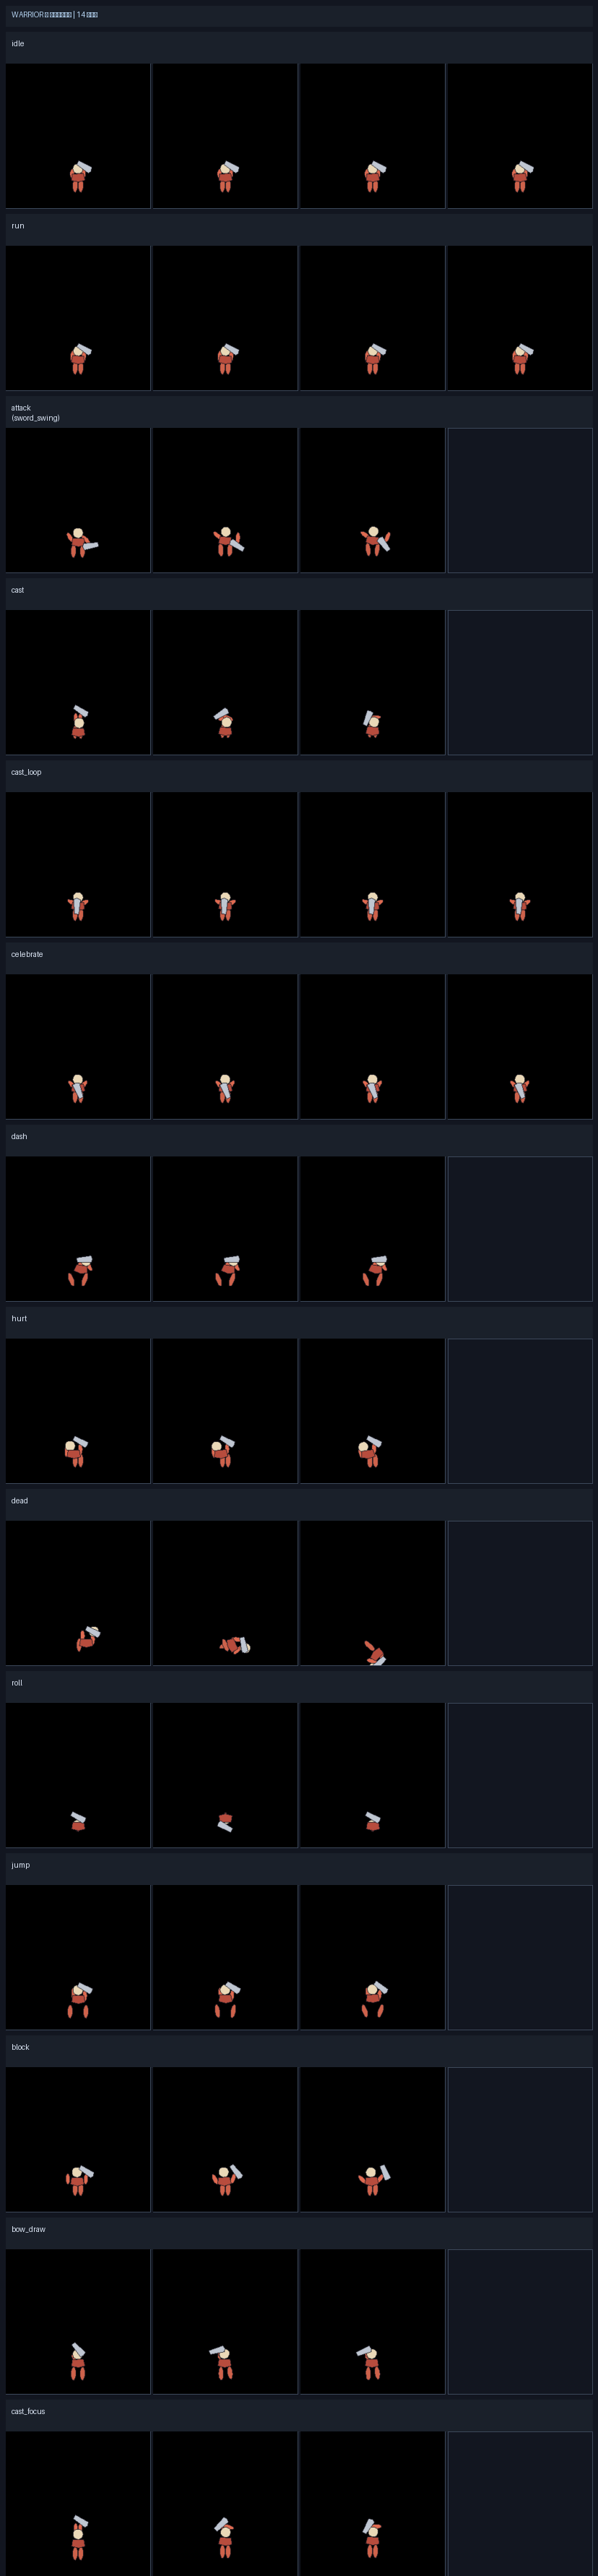 WARRIOR
| 14
idle
run
attack
(sword_swing)
cast
cast_loop
celebrate
dash
hurt
dead
roll
jump
block
bow_draw
cast_focus